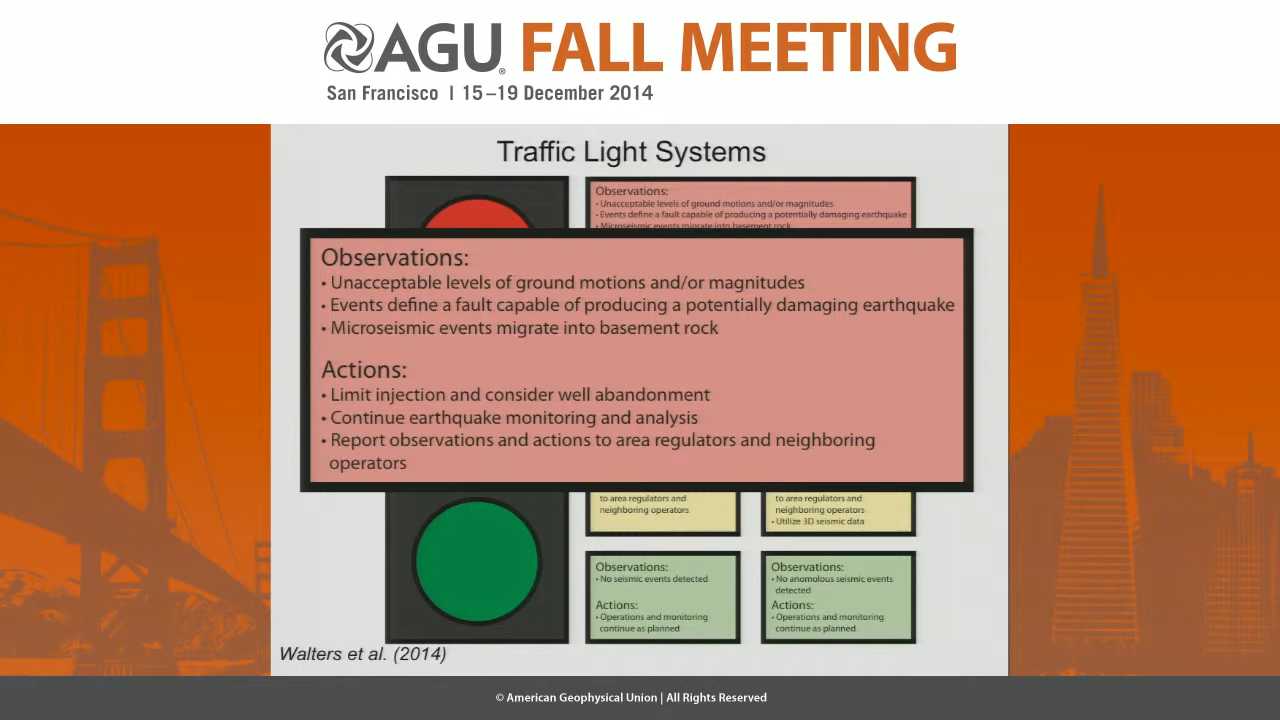 AGU FALL MEETING
San Francisco | 15–19 December 2014
Traffic Light Systems
Observations:
• Unacceptable levels of ground motions and/or magnitudes
• Events define a fault capable of producing a potentially damaging earthquake
• Microseismic events migrate into basement rock
Observations:
• Unacceptable levels of ground motions and/or magnitudes
• Events define a fault capable of producing a potentially damaging earthquake
• Microseismic events migrate into basement rock
Actions:
• Limit injection and consider well abandonment
• Continue earthquake monitoring and analysis
• Report observations and actions to area regulators and neighboring
operators
to area regulators and
neighboring operators
to area regulators and
neighboring operators
• Utilize 3D seismic data
Observations:
• No seismic events detected
Actions:
• Operations and monitoring
continue as planned
Observations:
• No anomolous seismic events
detected
Actions:
• Operations and monitoring
continue as planned
Walters et al. (2014)
© American Geophysical Union | All Rights Reserved